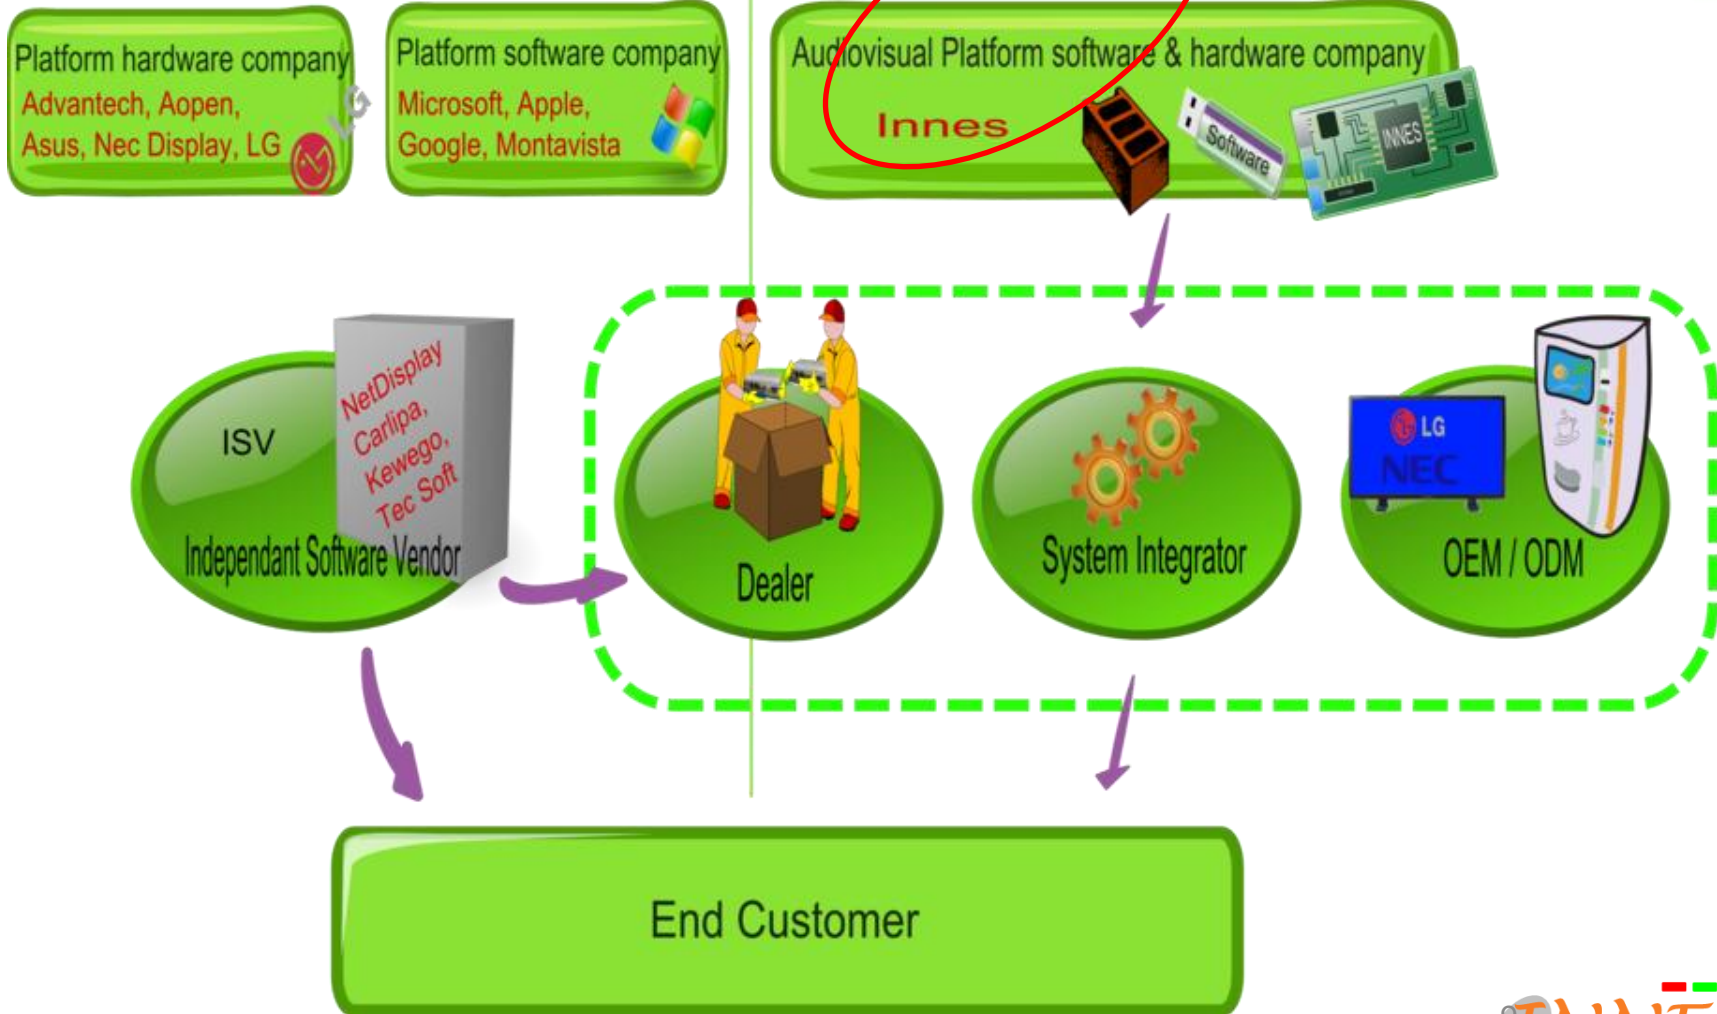 Platform hardware company
Advantech, Aopen,
Asus, Nec Display, LG
LG
Platform software company
Microsoft, Apple,
Google, Montavista
Audiovisual Platform software & hardware company
Innes
Software
INNES
ISV
NetDisplay
Carlipa,
Kewego,
Tec Soft
Independant Software Vendor
Dealer
System Integrator
LG
NEC
OEM / ODM
End Customer